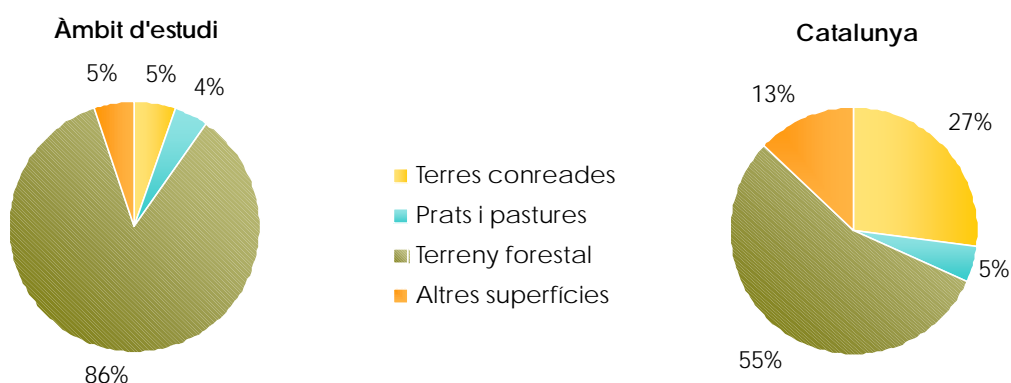 Àmbit d'estudi
5%
5%
4%
86%
Terres conreades
Prats i pastures
Terreny forestal
Altres superfícies
Catalunya
13%
27%
5%
55%